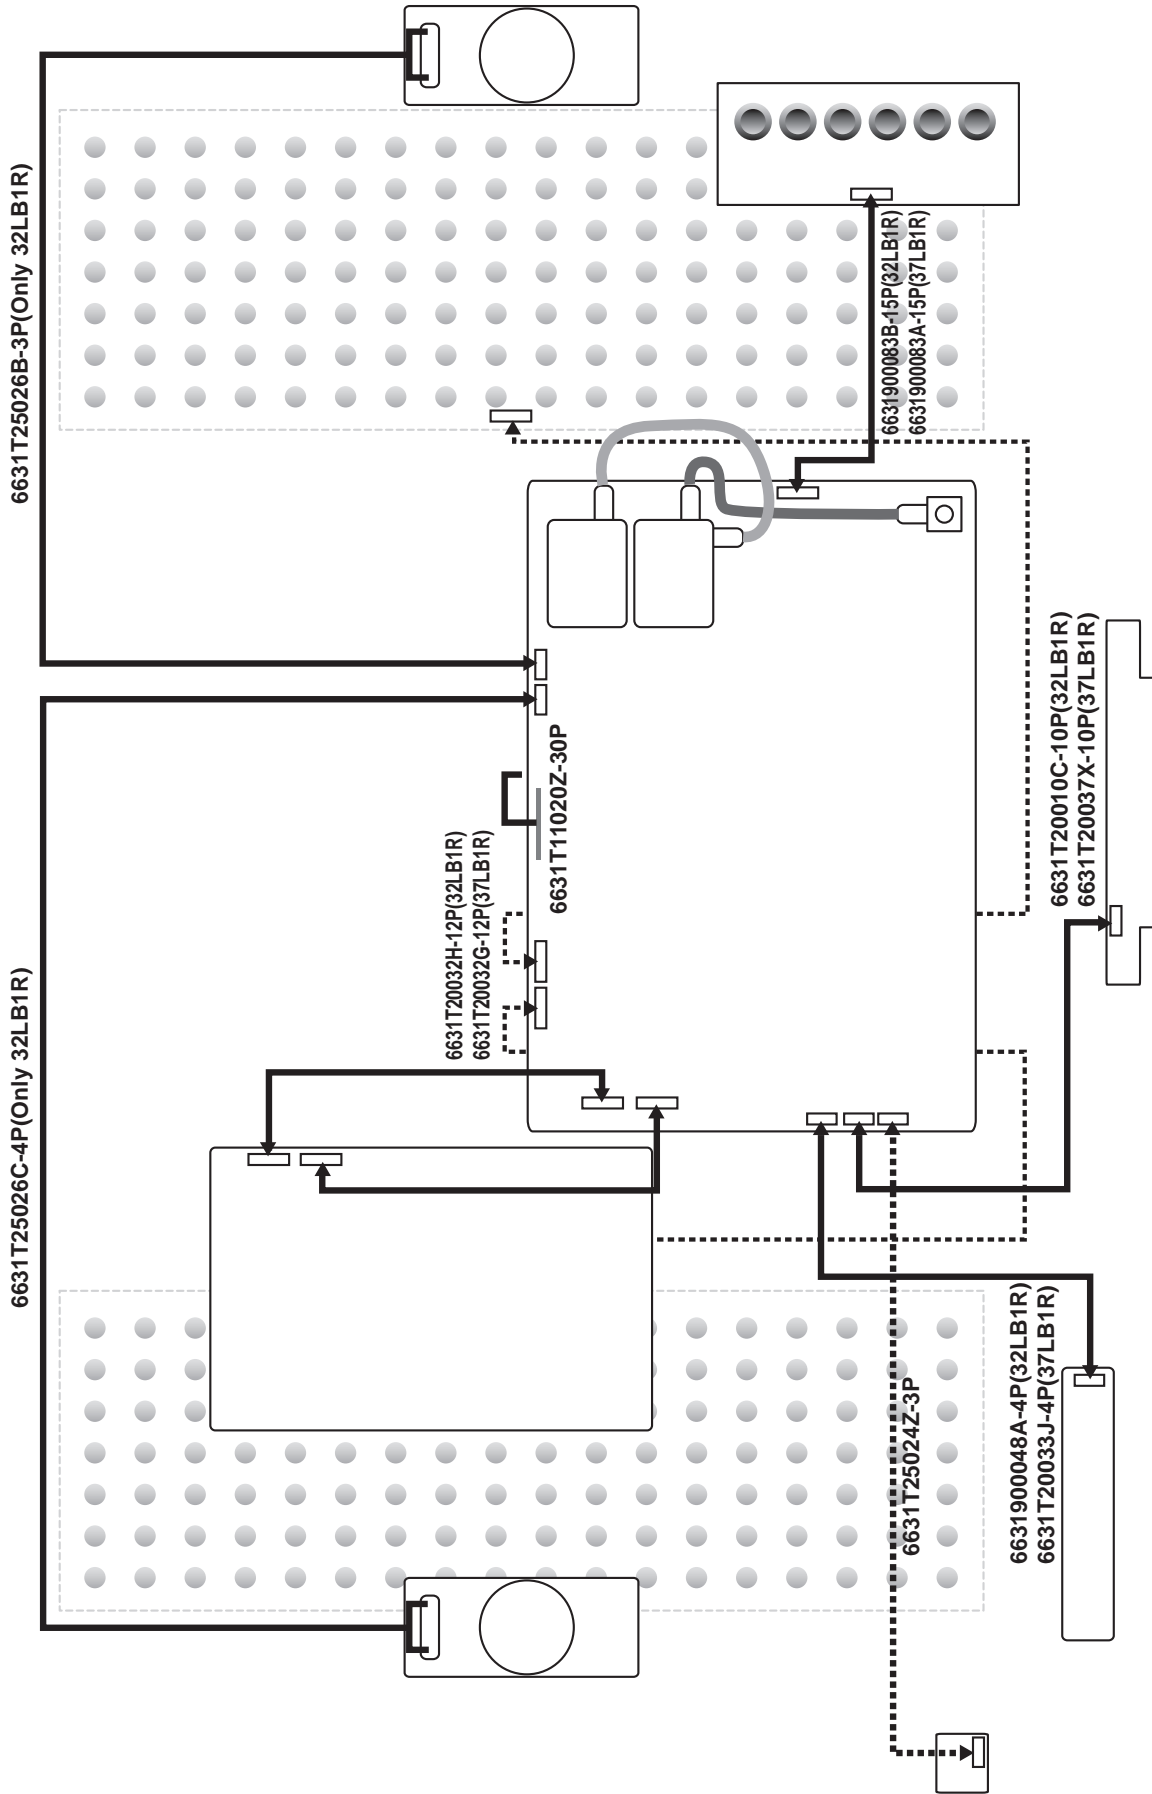 6631T25026B-3P(Only 32LB1R)
6631900083B-15P(32LB1R)
6631900083A-15P(37LB1R)
6631T20010C-10P(32LB1R)
6631T20037X-10P(37LB1R)
6631T11020Z-30P
6631T20032H-12P(32LB1R)
6631T20032G-12P(37LB1R)
6631T25026C-4P(Only 32LB1R)
6631900048A-4P(32LB1R)
6631T20033J-4P(37LB1R)
6631T25024Z-3P